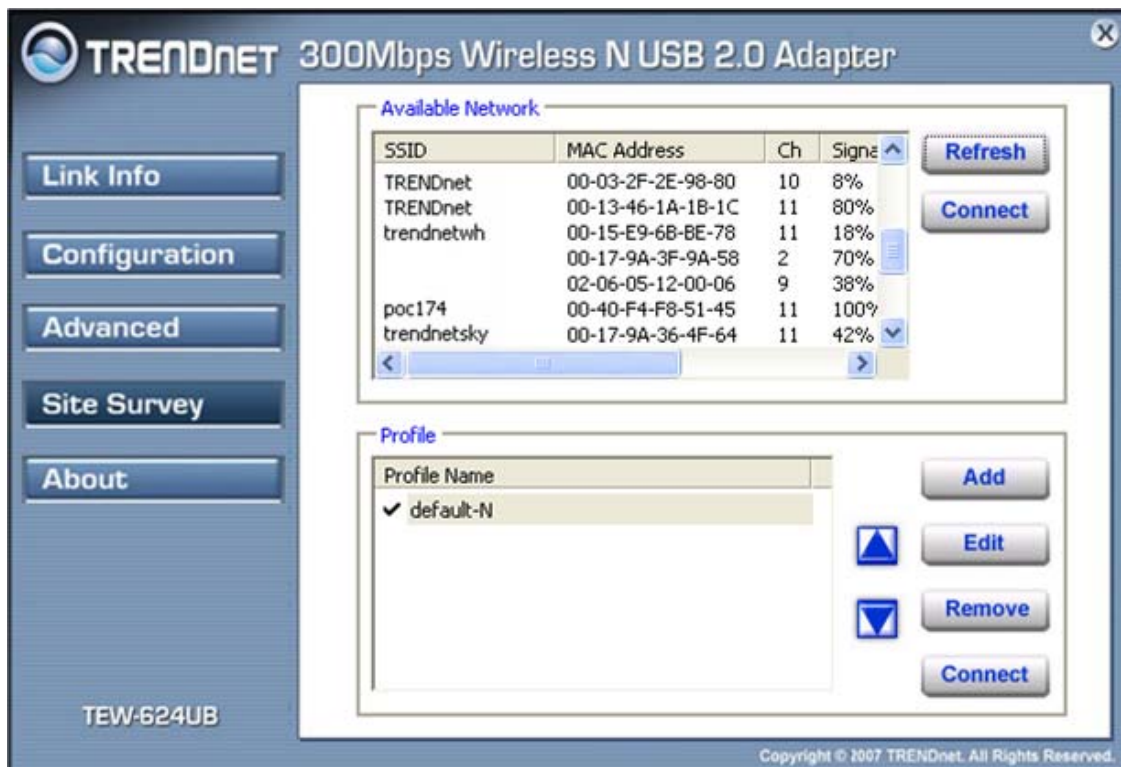 TRENDnet 300Mbps Wireless N USB 2.0 Adapter
X
Link Info
Configuration
Advanced
Site Survey
About
TEW-624UB
Available Network
SSID MAC Address Ch Signa
TRENDnet 00-03-2F-2E-98-80 10 8%
TRENDnet 00-13-46-1A-1B-1C 11 80%
trendnetwh 00-15-E9-6B-BE-78 11 18%
00-17-9A-3F-9A-58 2 70%
02-06-05-12-00-06 9 38%
poc174 00-40-F4-F8-51-45 11 100%
trendnetsky 00-17-9A-36-4F-64 11 42%
Refresh
Connect
Profile
Profile Name
default-N
Add
Edit
Remove
Connect
Copyright © 2007 TRENDnet. All Rights Reserved.